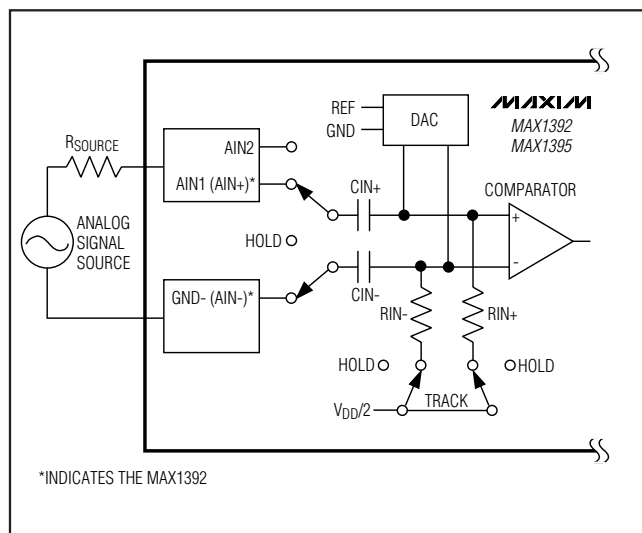 REF
GND
DAC
MAXIM
MAX1392
MAX1395
RSOURCE
AIN2
AIN1 (AIN+)*
CIN+
COMPARATOR
+
-
ANALOG
SIGNAL
SOURCE
HOLD
GND- (AIN-)*
CIN-
RIN-
RIN+
HOLD
HOLD
TRACK
VDD/2
*INDICATES THE MAX1392